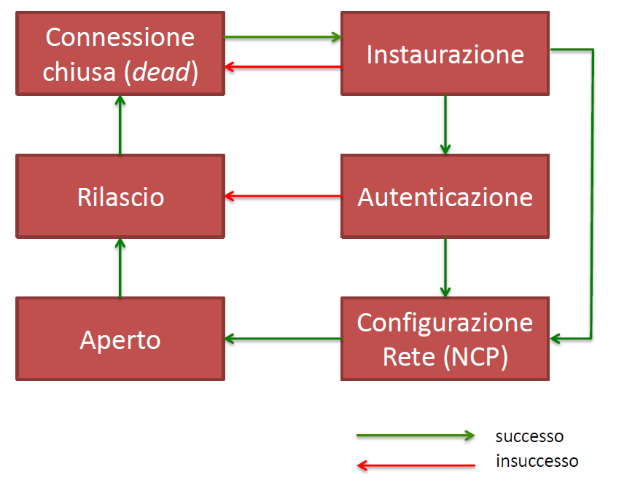 Connessione
chiusa (dead)
Instaurazione
Rilascio
Autenticazione
Aperto
Configurazione
Rete (NCP)
successo
insuccesso